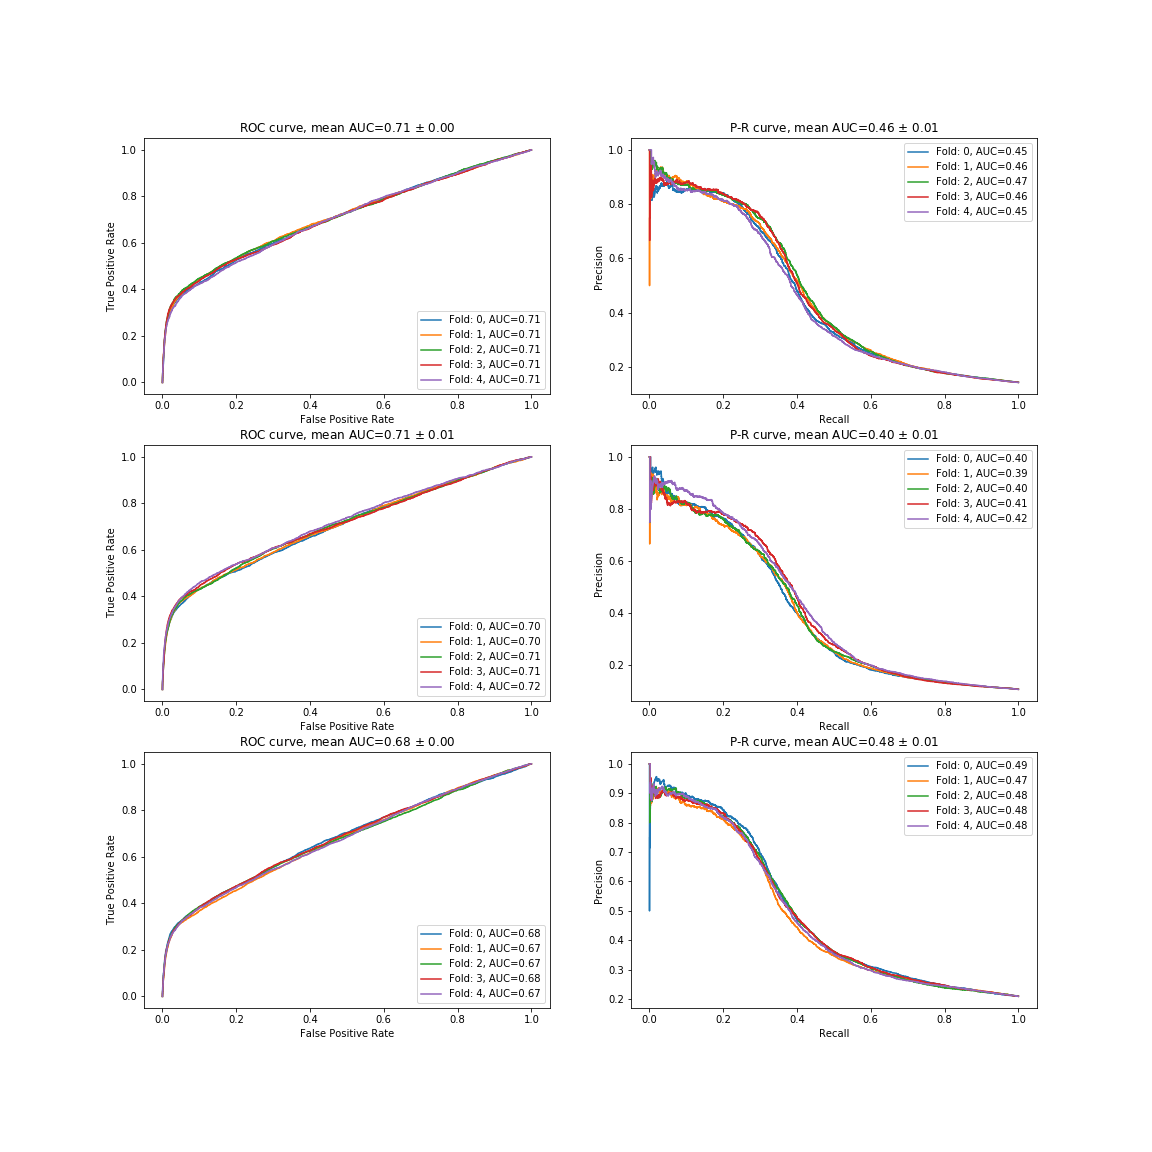 ROC curve, mean AUC=0.71 ± 0.00
True Positive Rate
1.0
0.8
0.6
0.4
0.2
0.0
Fold: 0, AUC=0.71
Fold: 1, AUC=0.71
Fold: 2, AUC=0.71
Fold: 3, AUC=0.71
Fold: 4, AUC=0.71
0.0 0.2 0.4 0.6 0.8 1.0
False Positive Rate
P-R curve, mean AUC=0.46 ± 0.01
Precision
1.0
0.8
0.6
0.4
0.2
Fold: 0, AUC=0.45
Fold: 1, AUC=0.46
Fold: 2, AUC=0.47
Fold: 3, AUC=0.46
Fold: 4, AUC=0.45
0.0 0.2 0.4 0.6 0.8 1.0
Recall
ROC curve, mean AUC=0.71 ± 0.01
True Positive Rate
1.0
0.8
0.6
0.4
0.2
0.0
Fold: 0, AUC=0.70
Fold: 1, AUC=0.70
Fold: 2, AUC=0.71
Fold: 3, AUC=0.71
Fold: 4, AUC=0.72
0.0 0.2 0.4 0.6 0.8 1.0
False Positive Rate
P-R curve, mean AUC=0.40 ± 0.01
Precision
1.0
0.8
0.6
0.4
0.2
Fold: 0, AUC=0.40
Fold: 1, AUC=0.39
Fold: 2, AUC=0.40
Fold: 3, AUC=0.41
Fold: 4, AUC=0.42
0.0 0.2 0.4 0.6 0.8 1.0
Recall
ROC curve, mean AUC=0.68 ± 0.00
True Positive Rate
1.0
0.8
0.6
0.4
0.2
0.0
Fold: 0, AUC=0.68
Fold: 1, AUC=0.67
Fold: 2, AUC=0.67
Fold: 3, AUC=0.68
Fold: 4, AUC=0.67
0.0 0.2 0.4 0.6 0.8 1.0
False Positive Rate
P-R curve, mean AUC=0.48 ± 0.01
Precision
1.0
0.9
0.8
0.7
0.6
0.5
0.4
0.3
0.2
Fold: 0, AUC=0.49
Fold: 1, AUC=0.47
Fold: 2, AUC=0.48
Fold: 3, AUC=0.48
Fold: 4, AUC=0.48
0.0 0.2 0.4 0.6 0.8 1.0
Recall